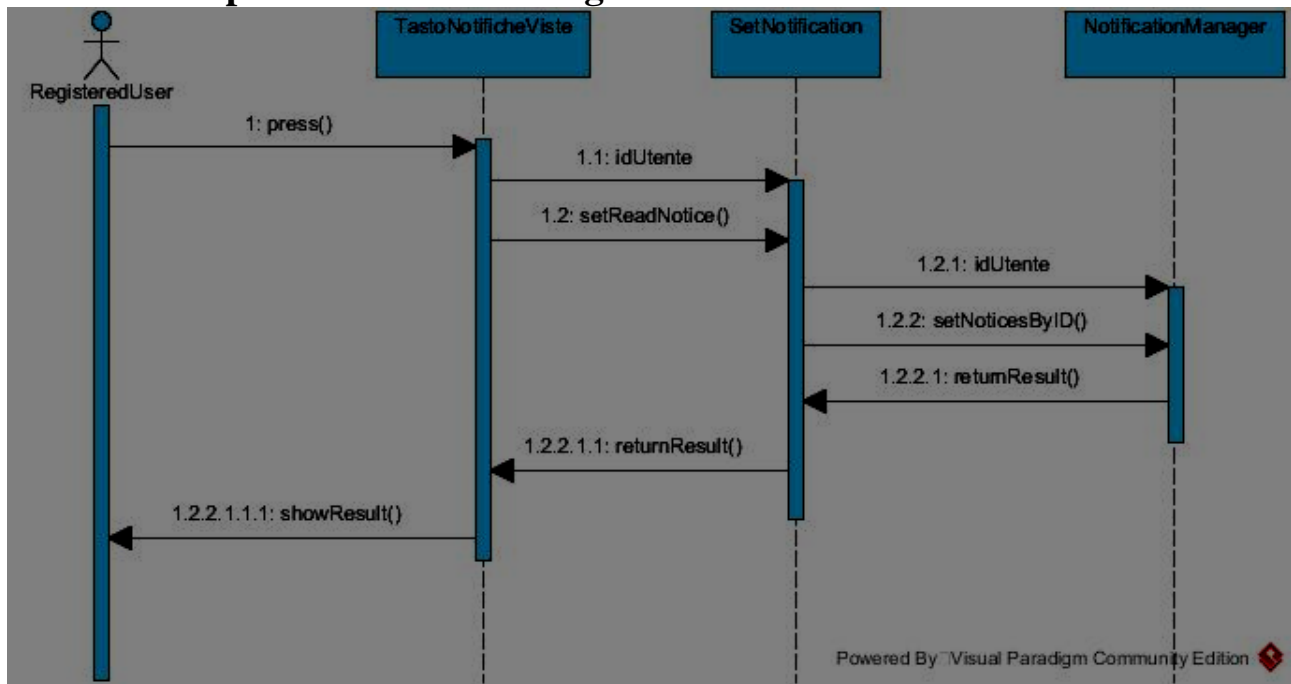 TastoNotificheViste
SetNotification
NotificationManager
RegisteredUser
1: press()
1.1: idUtente
1.2: setReadNotice()
1.2.1: idUtente
1.2.2: setNoticesByID()
1.2.2.1: returnResult()
1.2.2.1.1: returnResult()
1.2.2.1.1.1: showResult()
Powered By Visual Paradigm Community Edition